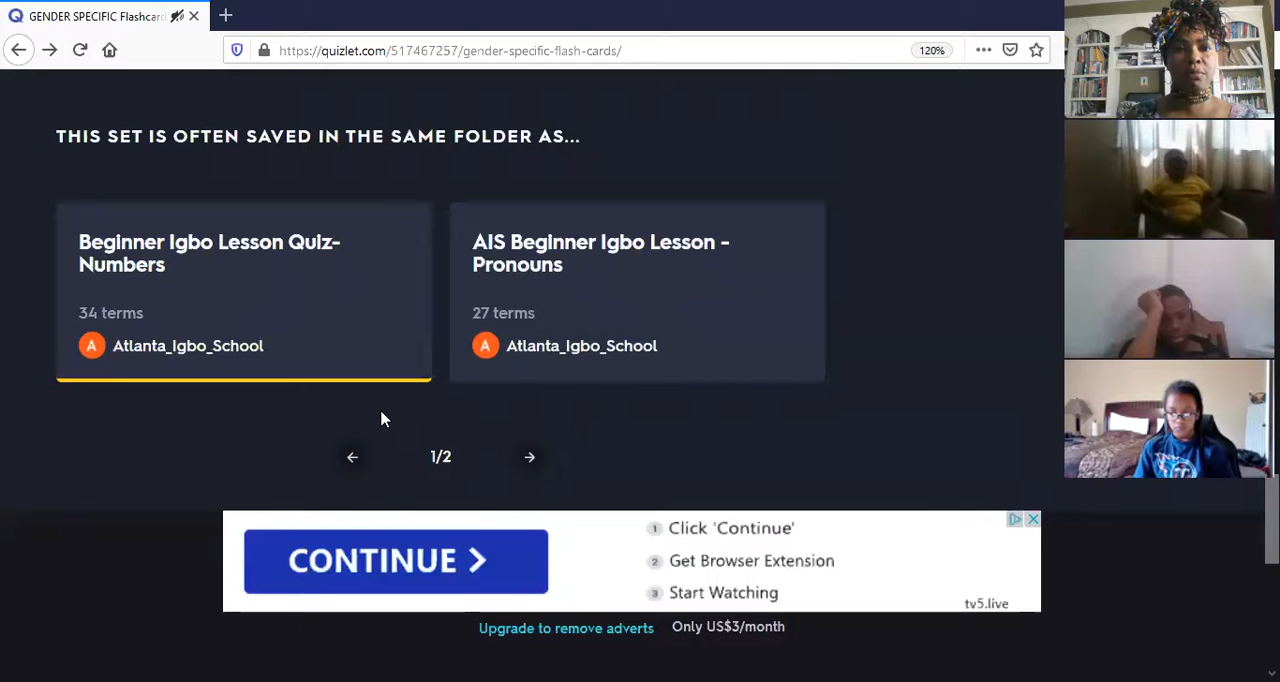 GENDER SPECIFIC Flashcard
https://quizlet.com/517467257/gender-specific-flash-cards/
120%
THIS SET IS OFTEN SAVED IN THE SAME FOLDER AS...
Beginner Igbo Lesson Quiz-
Numbers
34 terms
A Atlanta_Igbo_School
AIS Beginner Igbo Lesson -
Pronouns
27 terms
A Atlanta_Igbo_School
1/2
CONTINUE >
1 Click 'Continue'
2 Get Browser Extension
3 Start Watching
tv5.live
Upgrade to remove adverts
Only US$3/month